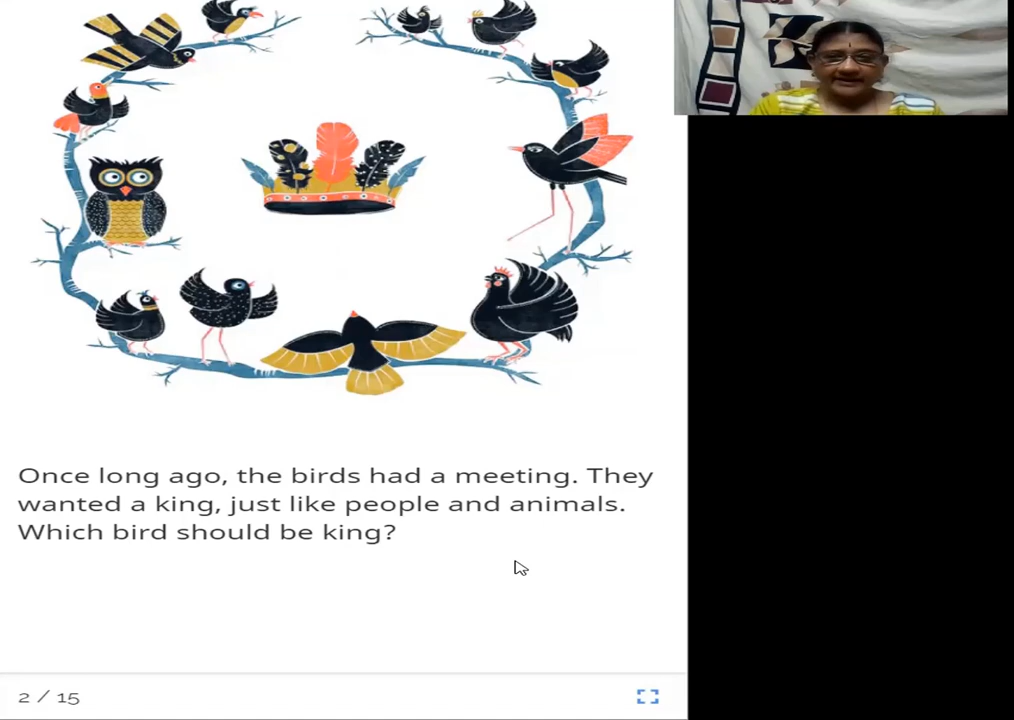 Once long ago, the birds had a meeting. They
wanted a king, just like people and animals.
Which bird should be king?
2 / 15